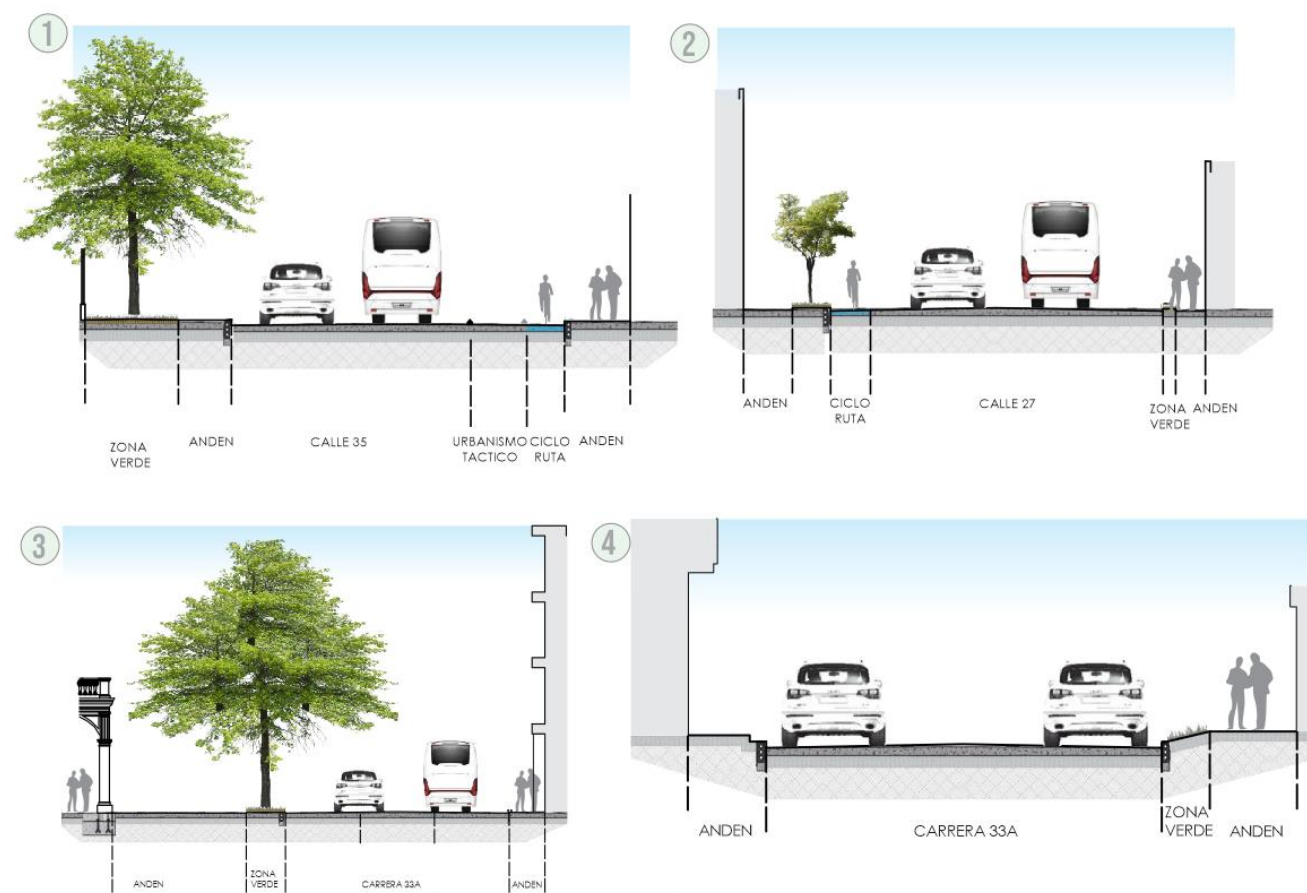 1
ZONA
VERDE
ANDEN
CALLE 35
URBANISMO
TACTICO
CICLO
RUTA
ANDEN
2
ANDEN
CICLO
RUTA
CALLE 27
ZONA
VERDE
ANDEN
3
ANDEN
ZONA
VERDE
CARRERA 33A
ANDEN
4
ANDEN
CARRERA 33A
ZONA
VERDE
ANDEN